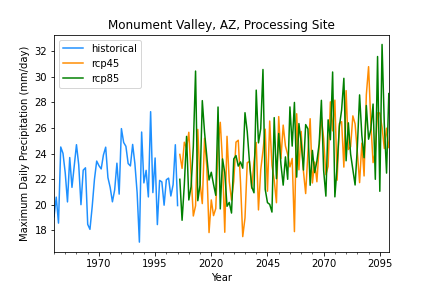 Monument Valley, AZ, Processing Site
historical
rcp45
rcp85
Maximum Daily Precipitation (mm/day)
32
30
28
26
24
22
20
18
1970
1995
2020
2045
2070
2095
Year